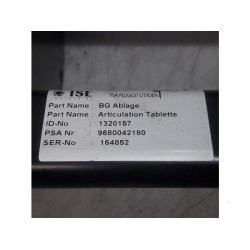 ISL PSA PEUGEOT CITROËN
Part Name : BG Ablage
Part Name : Articulation Tablette
ID-No : 1320157
PSA Nr. : 9680042180
SER-No : 164852